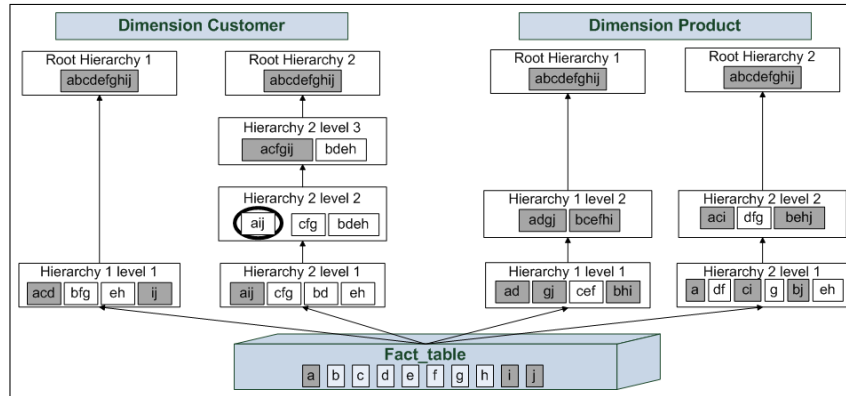 Dimension Customer Dimension Product
Root Hierarchy 1 Root Hierarchy 2 Root Hierarchy 1 Root Hierarchy 2
abcdefghij abcdefghij abcdefghij abcdefghij
Hierarchy 2 level 3
acfgij bdeh
Hierarchy 2 level 2 Hierarchy 1 level 2 Hierarchy 2 level 2
aij cfg bdeh adgj bcefhi aci dfg behj
Hierarchy 1 level 1 Hierarchy 2 level 1 Hierarchy 1 level 1 Hierarchy 2 level 1
acd bfg eh ij aij cfg bd eh ad gj cef bhi a df ci g bj eh
Fact_table
a b c d e f g h i j